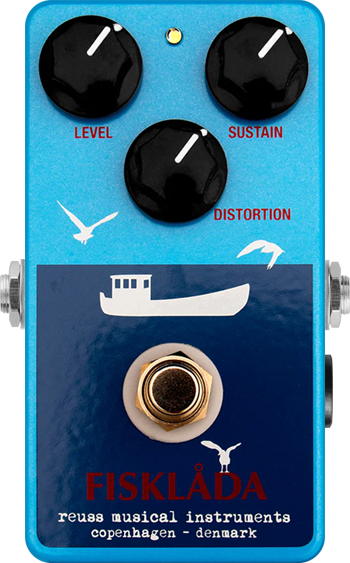 LEVEL SUSTAIN
DISTORTION
FISKLÅDA
reuss musical instruments
copenhagen - denmark